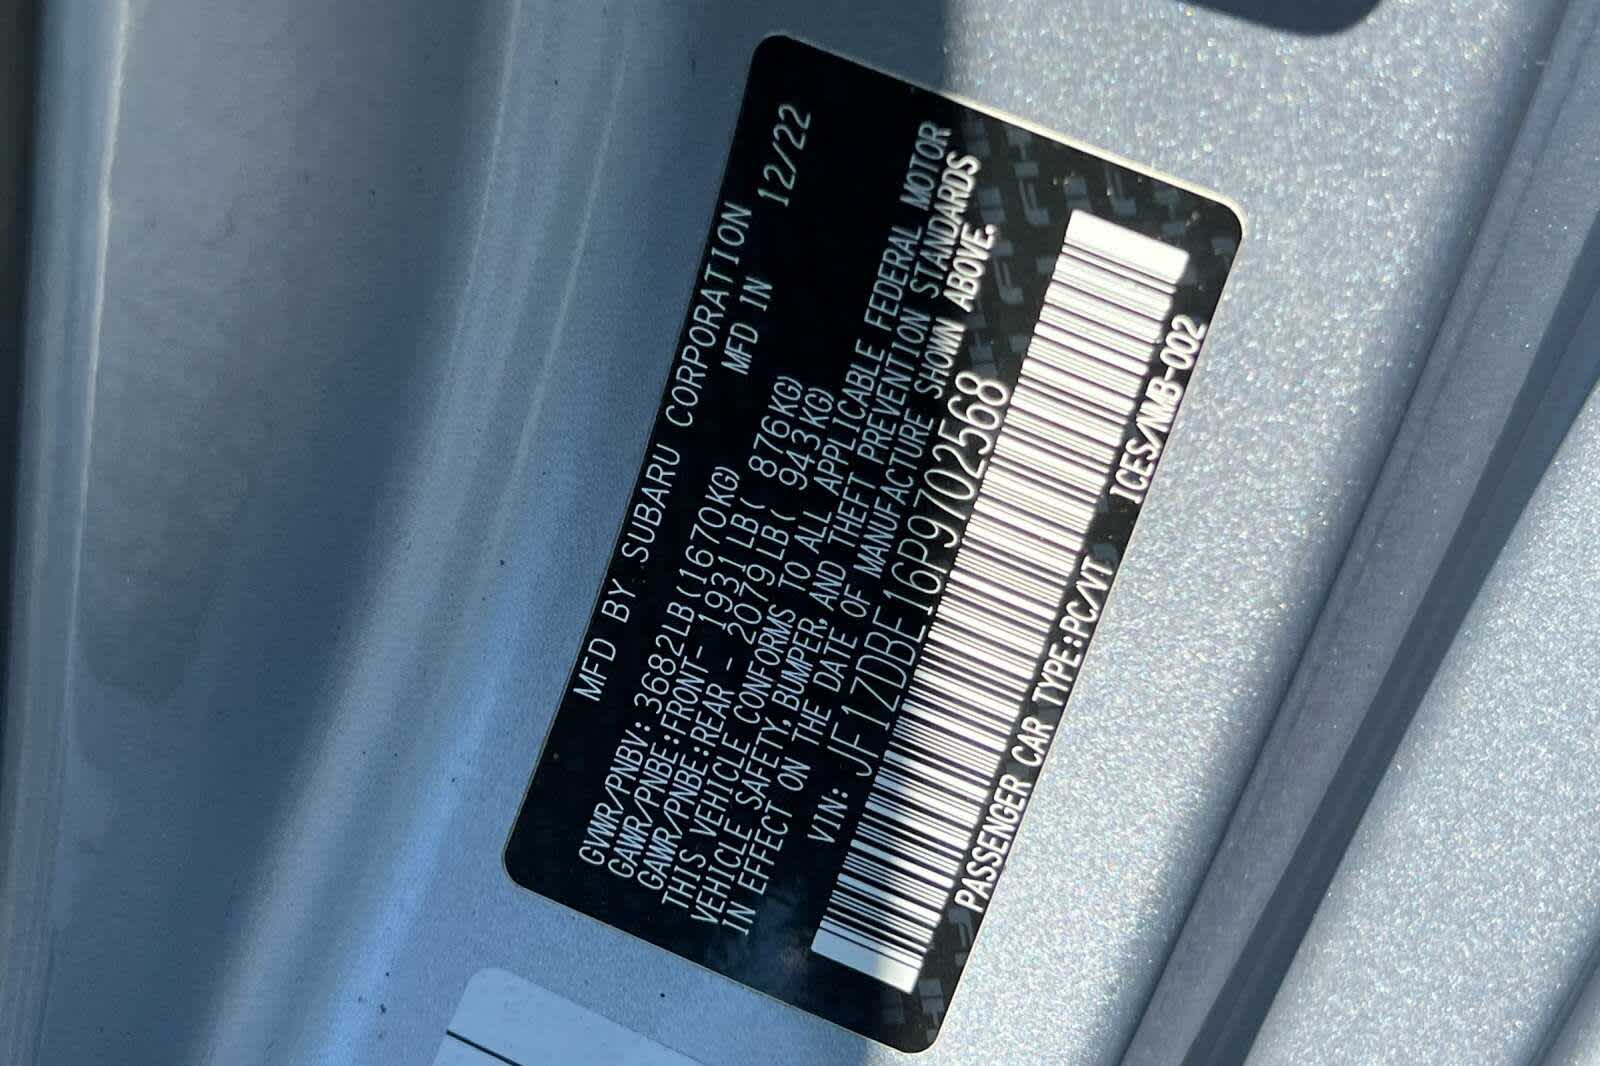 MFD BY SUBARU CORPORATION
MFD IN 12/22
GVWR/PNBV: 3682LB(1670KG)
GAWR/PNBE:FRONT- 1931LB( 876KG)
GAWR/PNBE:REAR - 2079LB( 943KG)
THIS VEHICLE CONFORMS TO ALL APPLICABLE FEDERAL MOTOR
VEHICLE SAFETY, BUMPER, AND THEFT PREVENTION STANDARDS
IN EFFECT ON THE DATE OF MANUFACTURE SHOWN ABOVE.
VIN: JF1ZDBE16P9702568
PASSENGER CAR TYPE:PC/VT ICES/NMB-002